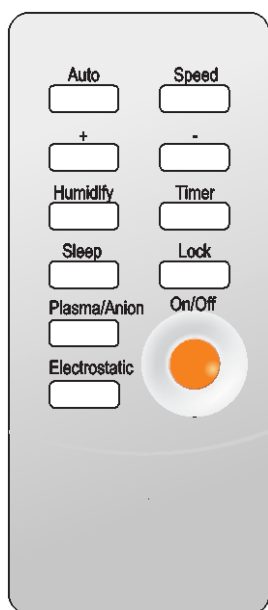 Auto Speed
+ -
Humidify Timer
Sleep Lock
Plasma/Anion On/Off
Electrostatic
-